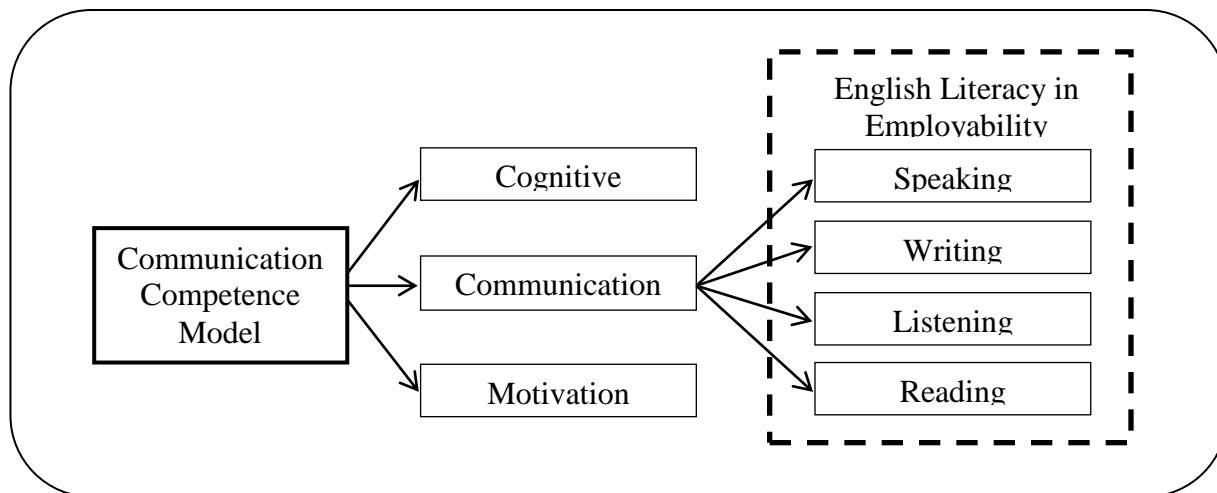 English Literacy in
Employability
Cognitive
Speaking
Communication
Competence
Model
Writing
Communication
Listening
Motivation
Reading